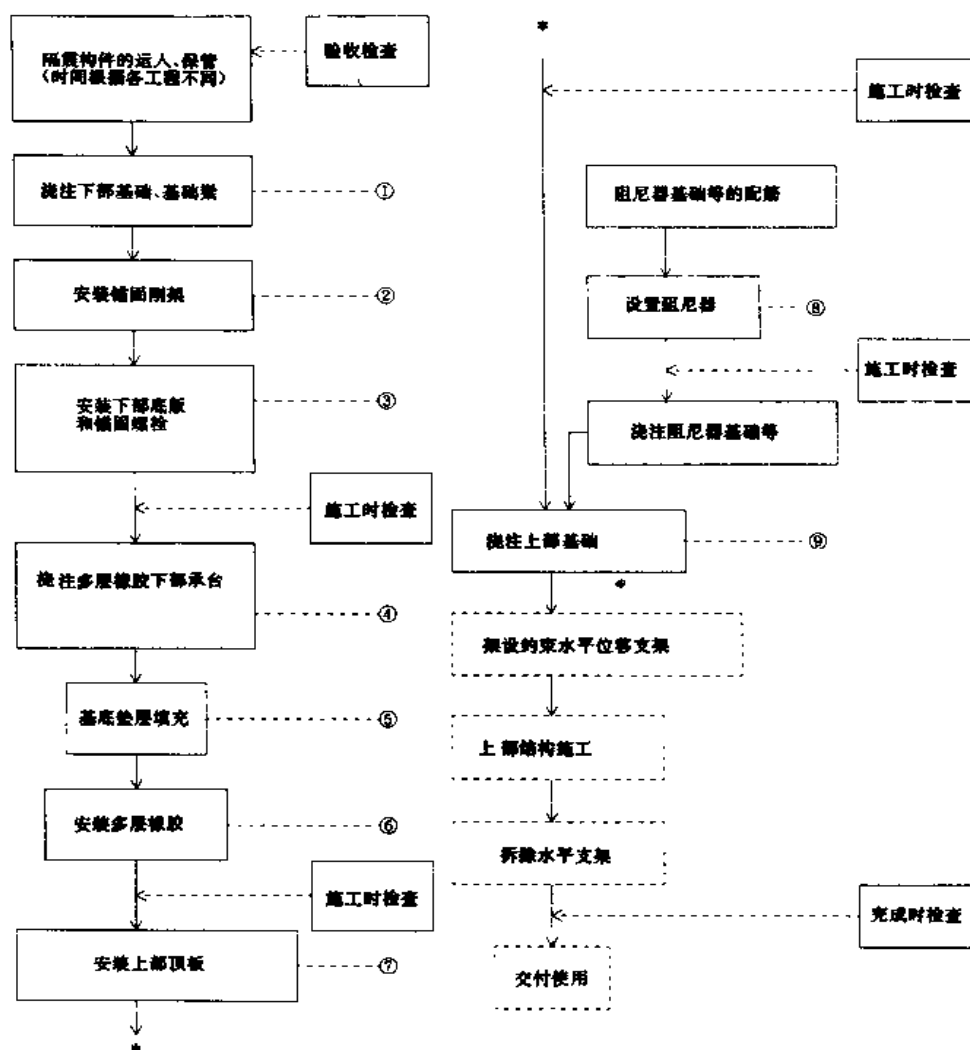 隔震构件的运人、保管
(时间根据各工程不同)
验收检查
浇注下部基础、基础梁
①
安装锚固刚架
②
安装下部底版
和锚固螺栓
③
施工时检查
浇注多层橡胶下部承台
④
基底垫层填充
⑤
安装多层橡胶
⑥
施工时检查
安装上部顶板
⑦
*
*
施工时检查
阻尼器基础等的配筋
设置阻尼器
⑧
施工时检查
浇注阻尼器基础等
浇注上部基础
⑨
*
架设约束水平位移支架
上部结构施工
拆除水平支架
完成时检查
交付使用